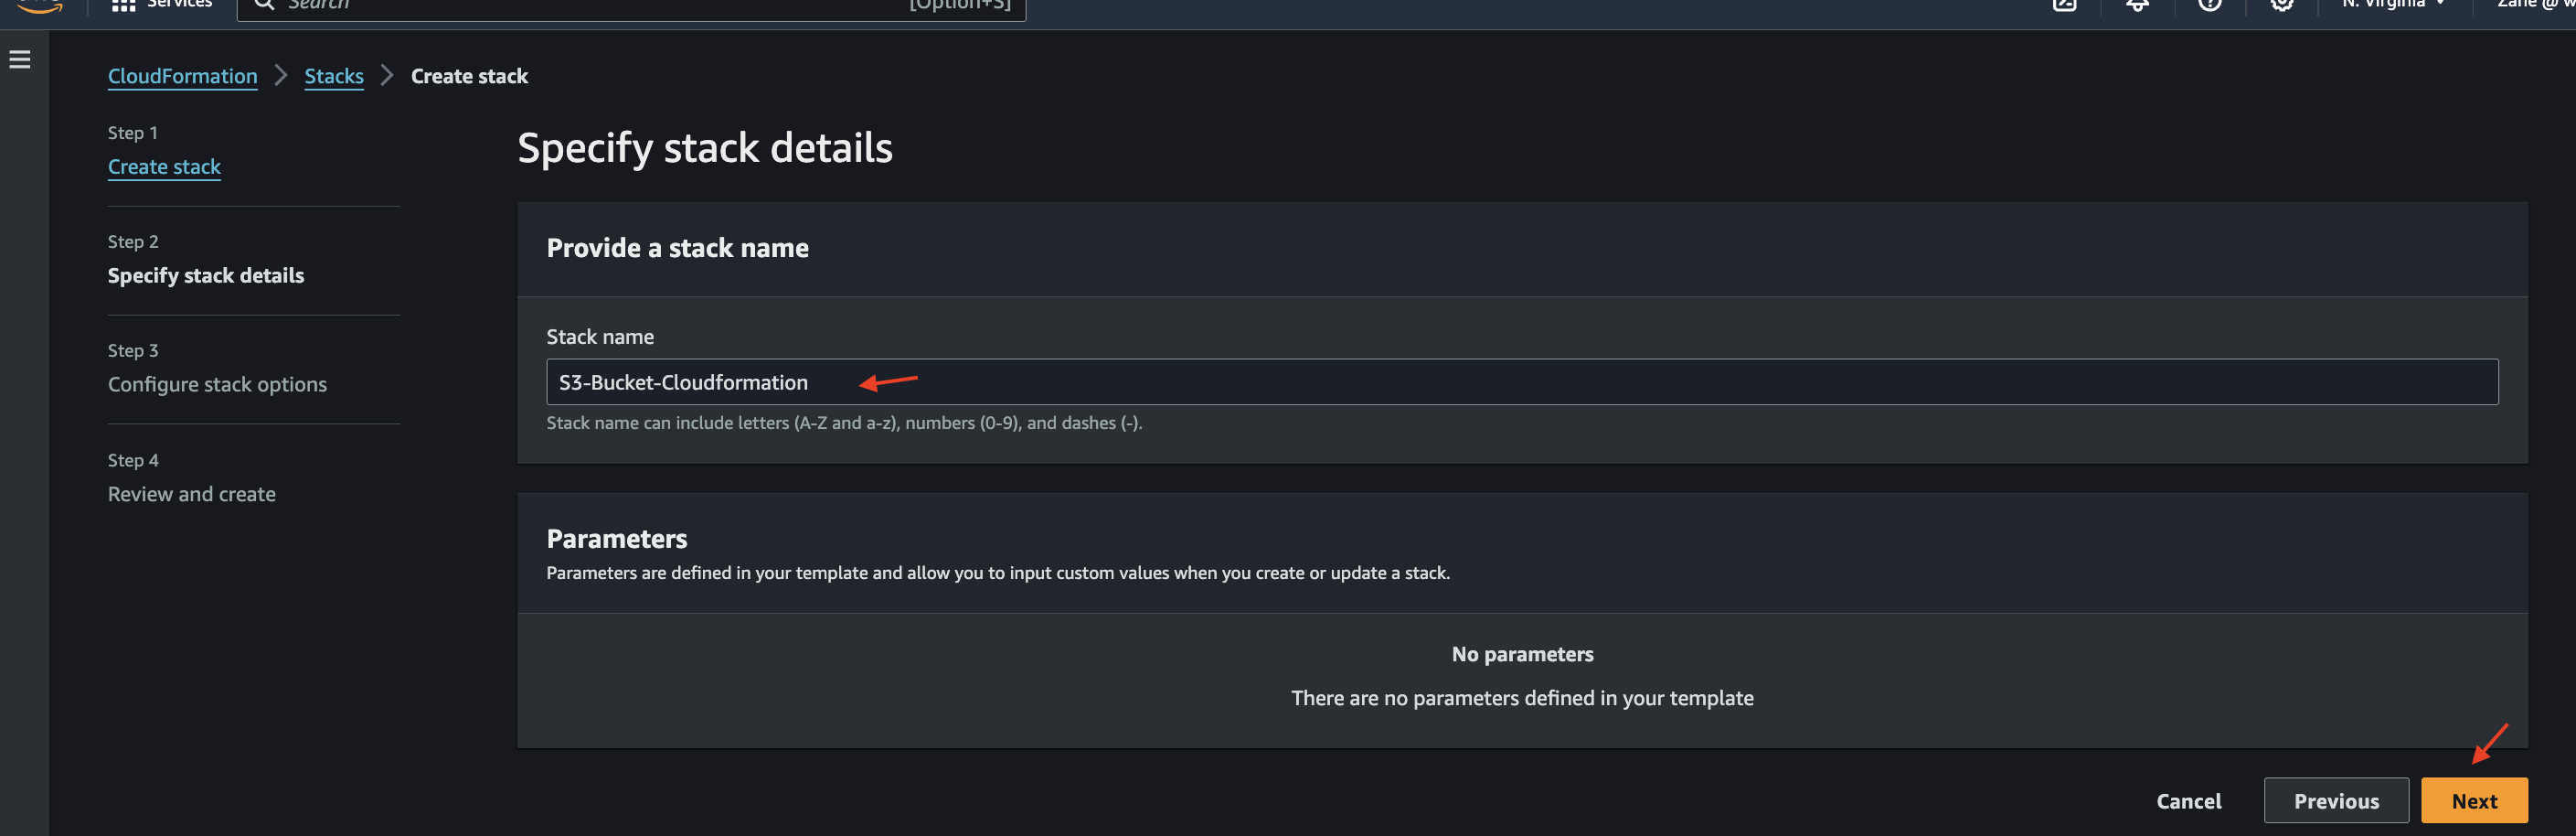 Services
Search
[Option+S]
N. Virginia
Zane @ w
CloudFormation
Stacks
Create stack
Step 1
Create stack
Step 2
Specify stack details
Step 3
Configure stack options
Step 4
Review and create
Specify stack details
Provide a stack name
Stack name
S3-Bucket-Cloudformation
Stack name can include letters (A-Z and a-z), numbers (0-9), and dashes (-).
Parameters
Parameters are defined in your template and allow you to input custom values when you create or update a stack.
No parameters
There are no parameters defined in your template
Cancel
Previous
Next